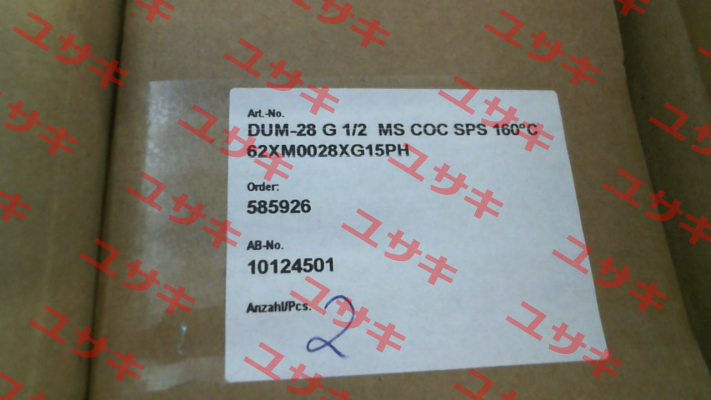 Art.-No.
DUM-28 G 1/2 MS COC SPS 160°C
62XM0028XG15PH
Order:
585926
AB-No.
10124501
Anzahl/Pcs.
2
ユサキ